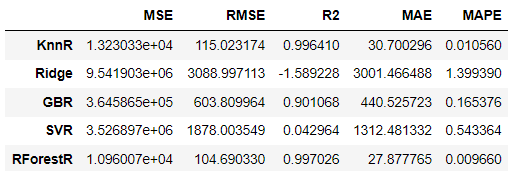 MSE RMSE R2 MAE MAPE
KnnR 1.323033e+04 115.023174 0.996410 30.700296 0.010560
Ridge 9.541903e+06 3088.997113 -1.589228 3001.466488 1.399390
GBR 3.645865e+05 603.809964 0.901068 440.525723 0.165376
SVR 3.526897e+06 1878.003549 0.042964 1312.481332 0.543364
RForestR 1.096007e+04 104.690330 0.997026 27.877765 0.009660